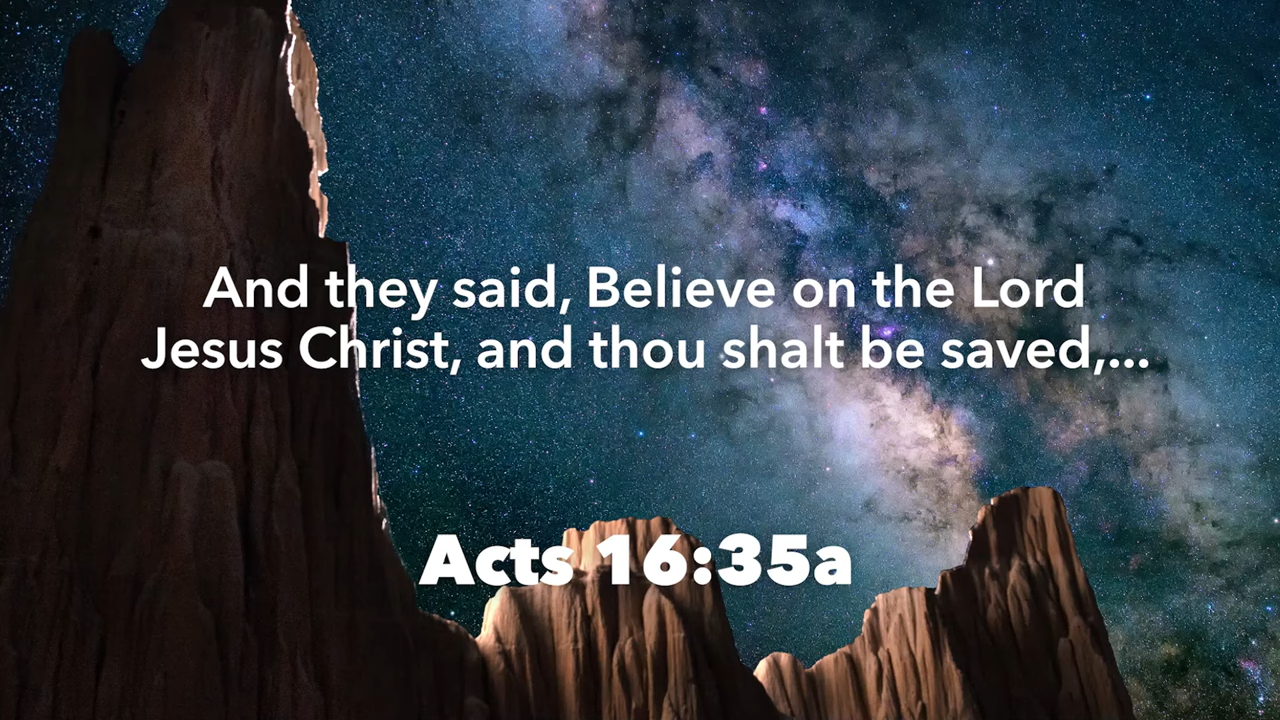 And they said, Believe on the Lord
Jesus Christ, and thou shalt be saved,...
Acts 16:35a